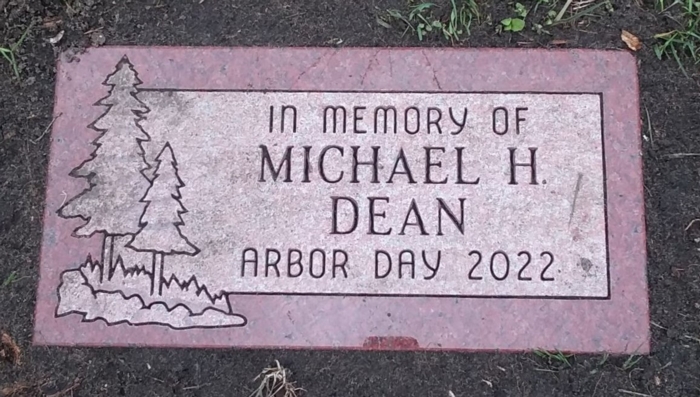 IN MEMORY OF
MICHAEL H.
DEAN
ARBOR DAY 2022